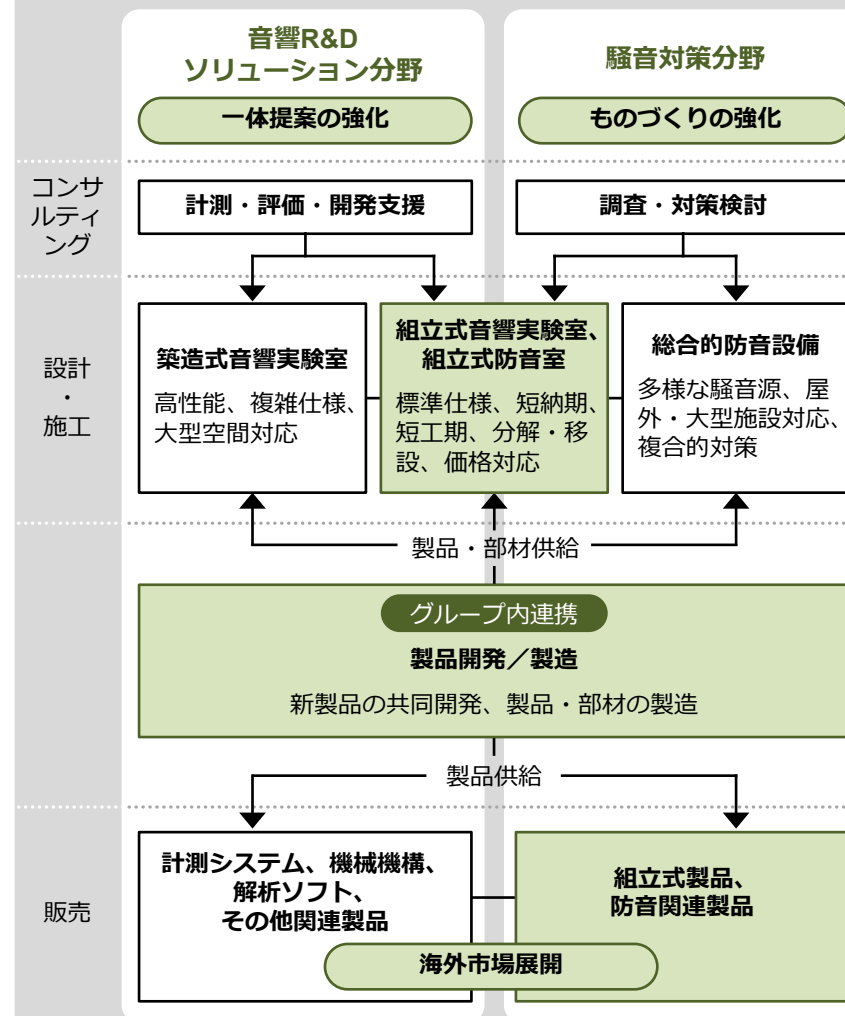 音響R&D
ソリューション分野
騒音対策分野
一体提案の強化
ものづくりの強化
コンサ
ルティ
ング
計測・評価・開発支援
調査・対策検討
設計
・
施工
築造式音響実験室
高性能、複雑仕様、
大型空間対応
組立式音響実験室、
組立式防音室
標準仕様、短納期、
短工期、分解・移
設、価格対応
総合的防音設備
多様な騒音源、屋
外・大型施設対応、
複合的対策
製品・部材供給
グループ内連携
製品開発／製造
新製品の共同開発、製品・部材の製造
製品供給
販売
計測システム、機械機構、
解析ソフト、
その他関連製品
組立式製品、
防音関連製品
海外市場展開